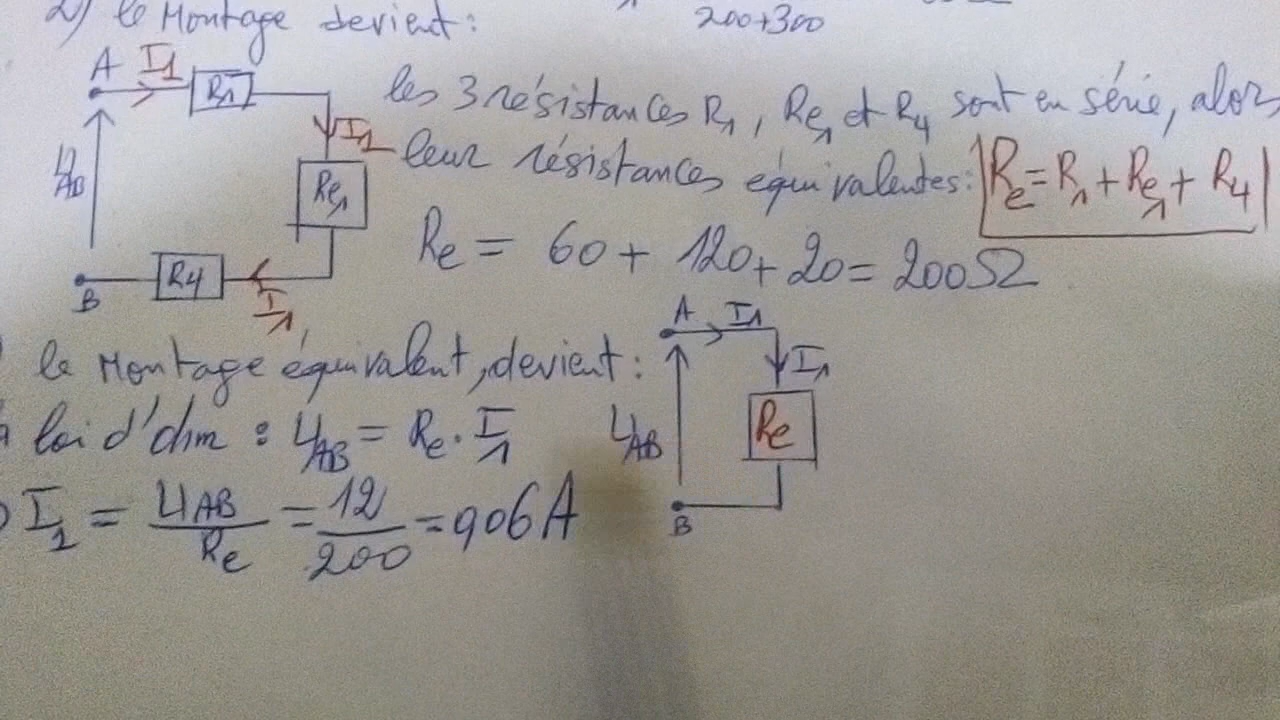 2) le Montage devient :
200+300
A I1 R1
les 3 résistances R1, Re1 et R4 sont en série, alors
I1
leur résistances équivalentes: Re = R1 + Re1 + R4
UAB
Re1
Re = 60 + 120 + 20 = 200Ω
B R4 I1
A I1
le Montage équivalent, devient :
I1
loi d'ohm : UAB = Re . I1
UAB Re
I1 = UAB / Re = 12 / 200 = 0,06 A
B